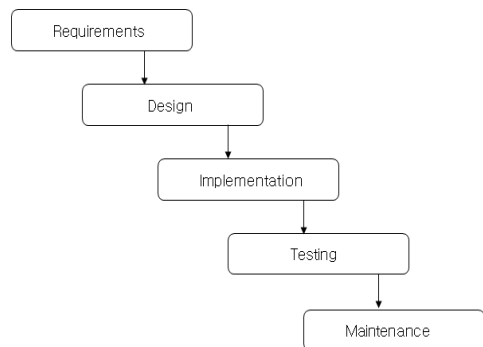 Requirements
Design
Implementation
Testing
Maintenance